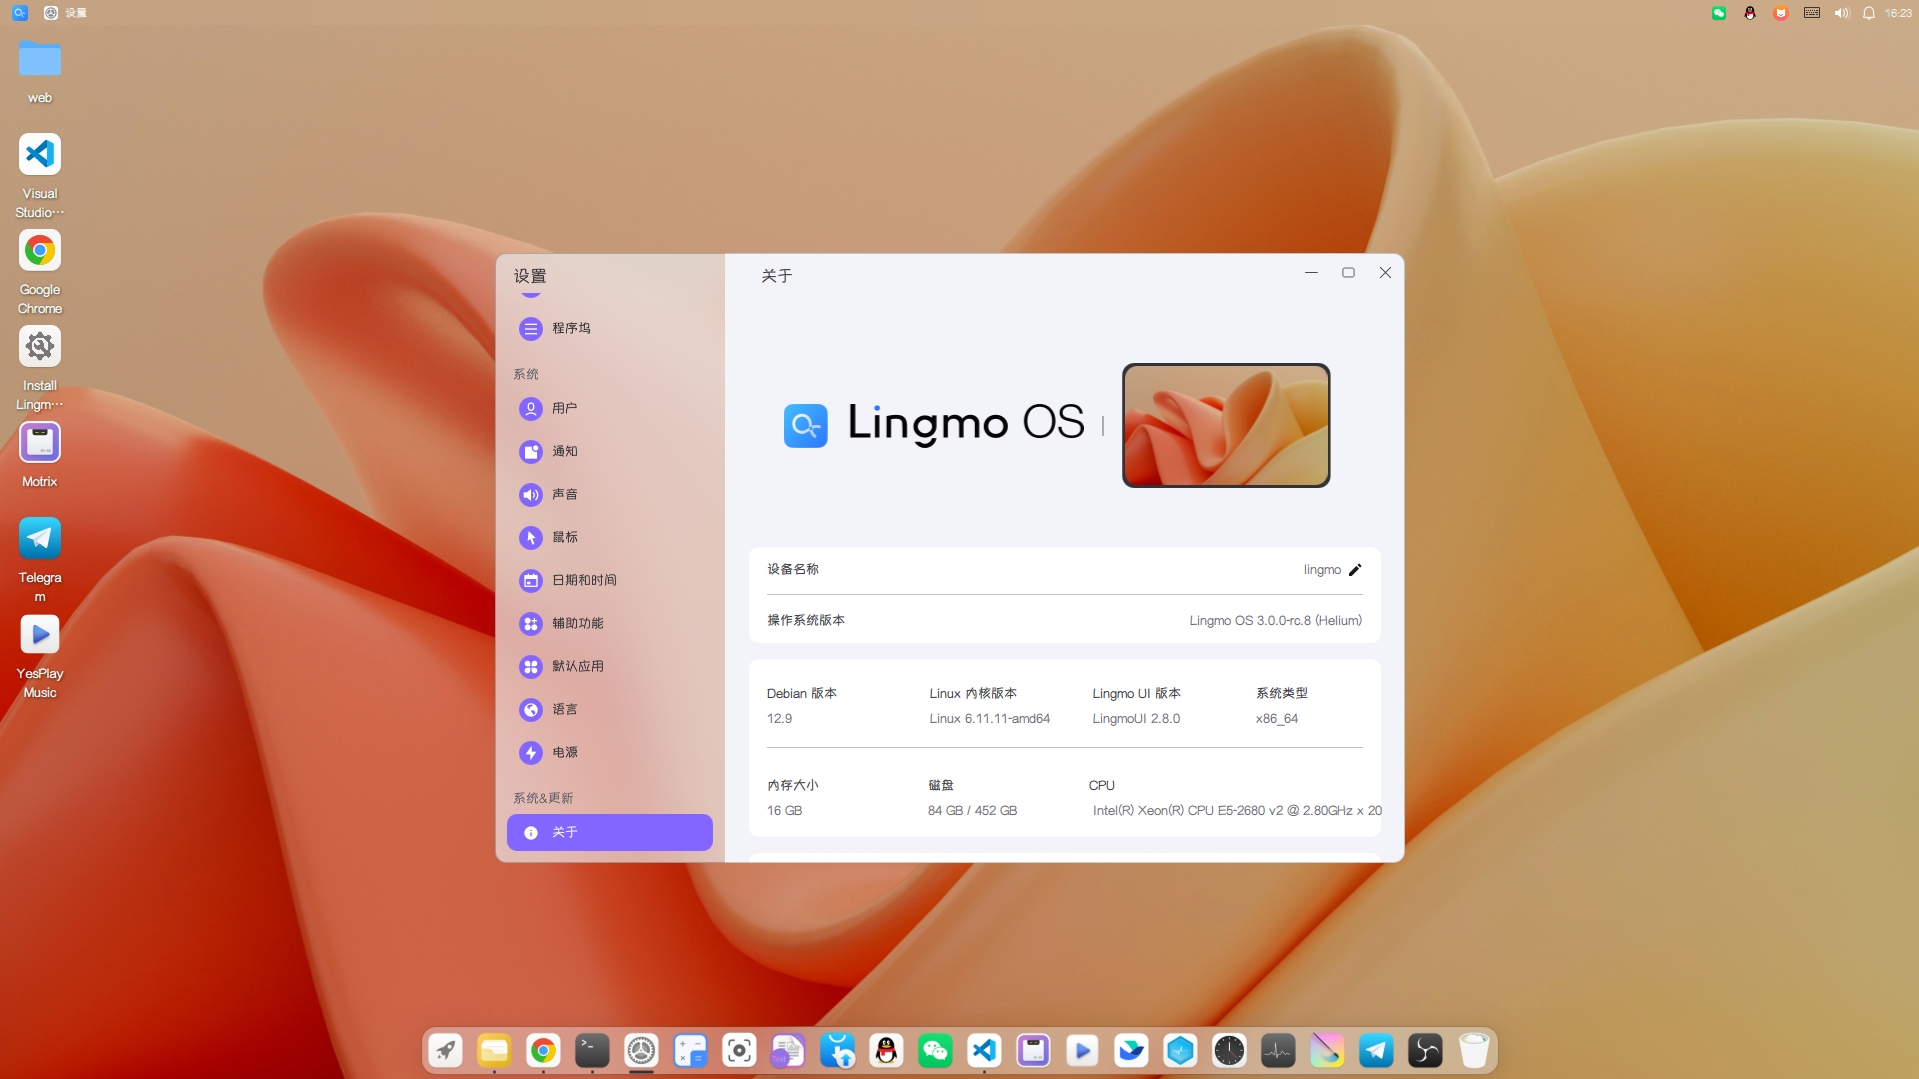 设置
16:23
web
Visual
Studio···
Google
Chrome
Install
Lingm···
Motrix
Telegra
m
YesPlay
Music
设置
程序坞
系统
用户
通知
声音
鼠标
日期和时间
辅助功能
默认应用
语言
电源
系统&更新
关于
关于
Lingmo OS
设备名称
lingmo
操作系统版本
Lingmo OS 3.0.0-rc.8 (Helium)
Debian 版本
Linux 内核版本
Lingmo UI 版本
系统类型
12.9
Linux 6.11.11-amd64
LingmoUI 2.8.0
x86_64
内存大小
磁盘
CPU
16 GB
84 GB / 452 GB
Intel(R) Xeon(R) CPU E5-2680 v2 @ 2.80GHz x 20
Text